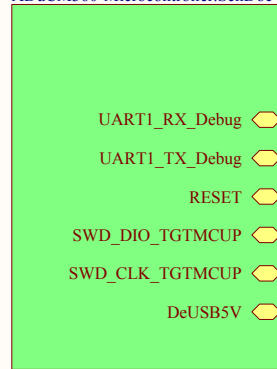 UART1_RX_Debug
UART1_TX_Debug
RESET
SWD_DIO_TGTMCUP
SWD_CLK_TGTMCUP
DeUSB5V